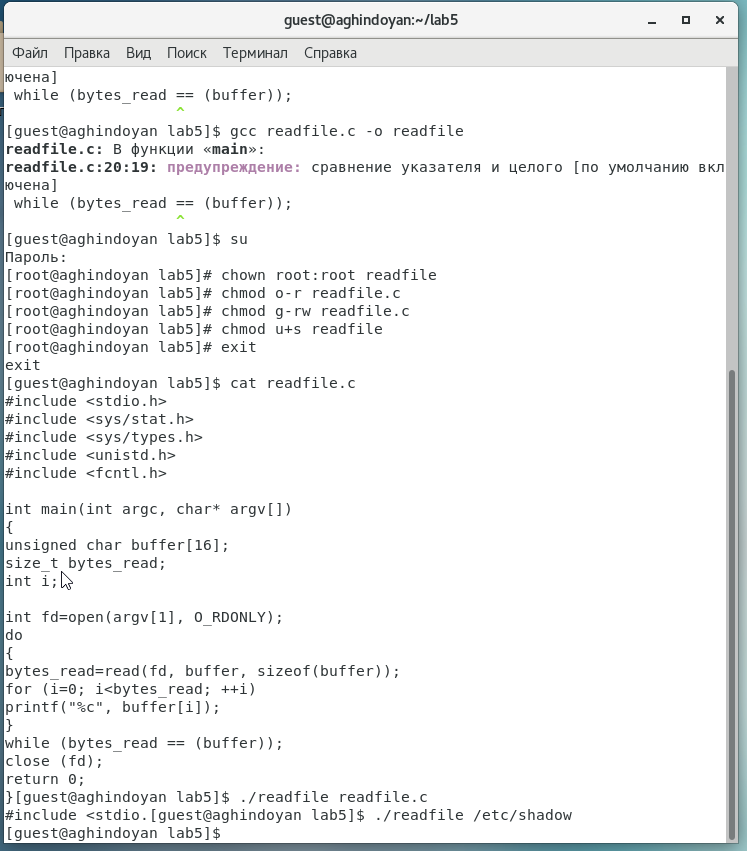 guest@aghindoyan:~/lab5
Файл Правка Вид Поиск Терминал Справка
ючена]
 while (bytes_read == (buffer));
                   ^
[guest@aghindoyan lab5]$ gcc readfile.c -o readfile
readfile.c: В функции «main»:
readfile.c:20:19: предупреждение: сравнение указателя и целого [по умолчанию вкл
ючена]
 while (bytes_read == (buffer));
                   ^
[guest@aghindoyan lab5]$ su
Пароль:
[root@aghindoyan lab5]# chown root:root readfile
[root@aghindoyan lab5]# chmod o-r readfile.c
[root@aghindoyan lab5]# chmod g-rw readfile.c
[root@aghindoyan lab5]# chmod u+s readfile
[root@aghindoyan lab5]# exit
exit
[guest@aghindoyan lab5]$ cat readfile.c
#include <stdio.h>
#include <sys/stat.h>
#include <sys/types.h>
#include <unistd.h>
#include <fcntl.h>

int main(int argc, char* argv[])
{
unsigned char buffer[16];
size_t bytes_read;
int i;

int fd=open(argv[1], O_RDONLY);
do
{
bytes_read=read(fd, buffer, sizeof(buffer));
for (i=0; i<bytes_read; ++i)
printf("%c", buffer[i]);
}
while (bytes_read == (buffer));
close (fd);
return 0;
}[guest@aghindoyan lab5]$ ./readfile readfile.c
#include <stdio.[guest@aghindoyan lab5]$ ./readfile /etc/shadow
[guest@aghindoyan lab5]$